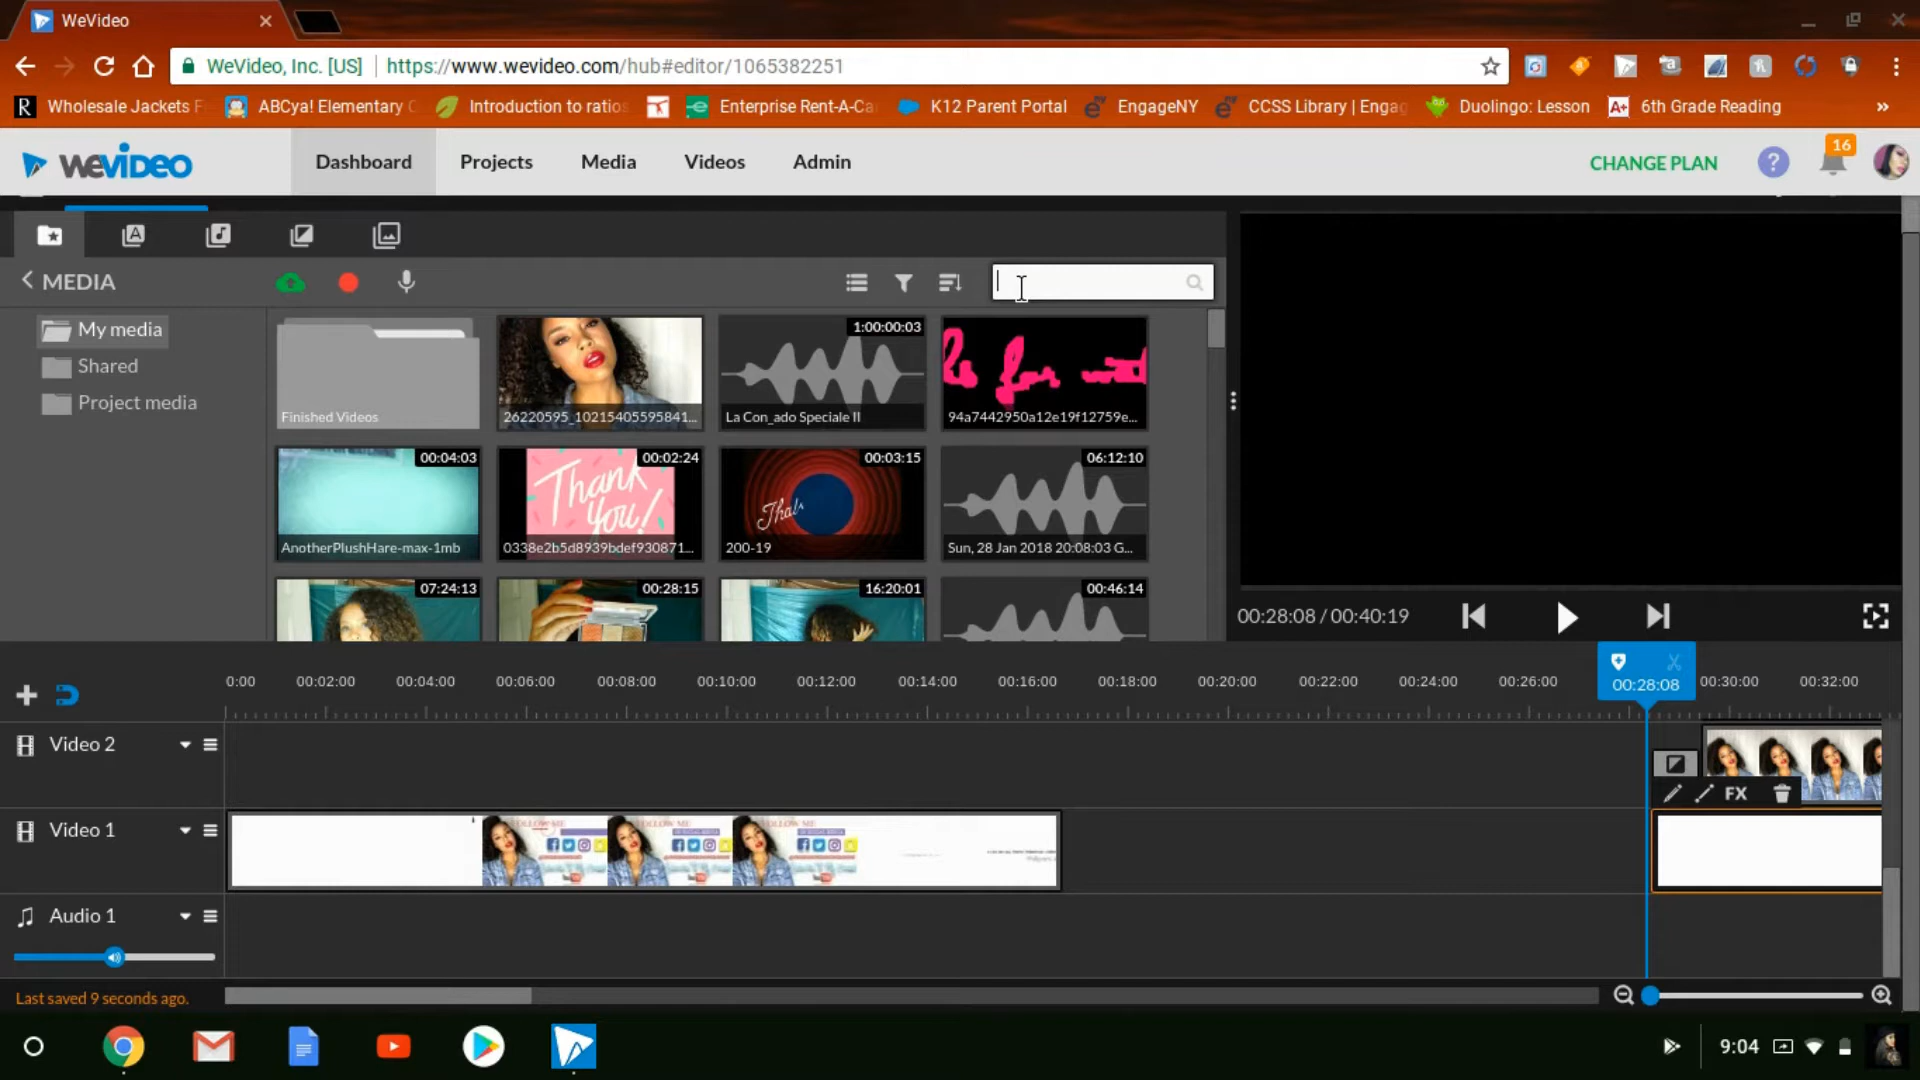 WeVideo
WeVideo, Inc. [US] | https://www.wevideo.com/hub#editor/1065382251
Wholesale Jackets F
ABCya! Elementary
Introduction to ratios
Enterprise Rent-A-Ca
K12 Parent Portal
EngageNY
CCSS Library | Engag
Duolingo: Lesson
A+ 6th Grade Reading
»
WEVIDEO
Dashboard
Projects
Media
Videos
Admin
CHANGE PLAN
?
16
MEDIA
My media
Shared
Project media
Finished Videos
26220595_10215405595841...
1:00:00:03
La Con_ado Speciale II
94a7442950a12e19f12759e...
00:04:03
AnotherPlushHare-max-1mb
00:02:24
Thank you!
0338e2b5d8939bdef930871...
00:03:15
200-19
06:12:10
Sun, 28 Jan 2018 20:08:03 G...
07:24:13
00:28:15
16:20:01
00:46:14
00:28:08 / 00:40:19
0:00 00:02:00 00:04:00 00:06:00 00:08:00 00:10:00 00:12:00 00:14:00 00:16:00 00:18:00 00:20:00 00:22:00 00:24:00 00:26:00 00:28:08 00:30:00 00:32:00
Video 2
FX
Video 1
FOLLOW ME
FOLLOW ME
FOLLOW ME
Audio 1
Last saved 9 seconds ago.
9:04